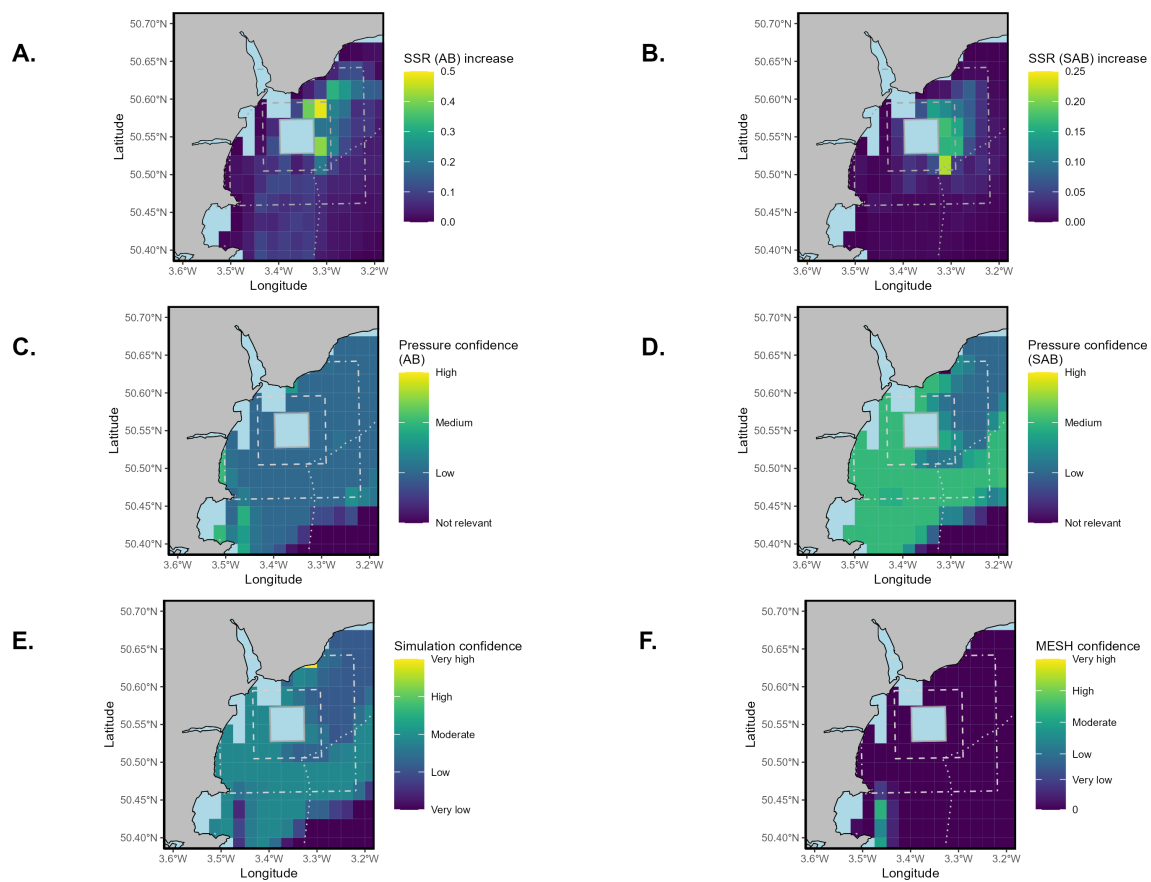 A.
SSR (AB) increase
0.5
0.4
0.3
0.2
0.1
0.0
50.70°N
50.65°N
50.60°N
50.55°N
50.50°N
50.45°N
50.40°N
3.6°W 3.5°W 3.4°W 3.3°W 3.2°W
Latitude
Longitude
B.
SSR (SAB) increase
0.25
0.20
0.15
0.10
0.05
0.00
50.70°N
50.65°N
50.60°N
50.55°N
50.50°N
50.45°N
50.40°N
3.6°W 3.5°W 3.4°W 3.3°W 3.2°W
Latitude
Longitude
C.
Pressure confidence
(AB)
High
Medium
Low
Not relevant
50.70°N
50.65°N
50.60°N
50.55°N
50.50°N
50.45°N
50.40°N
3.6°W 3.5°W 3.4°W 3.3°W 3.2°W
Latitude
Longitude
D.
Pressure confidence
(SAB)
High
Medium
Low
Not relevant
50.70°N
50.65°N
50.60°N
50.55°N
50.50°N
50.45°N
50.40°N
3.6°W 3.5°W 3.4°W 3.3°W 3.2°W
Latitude
Longitude
E.
Simulation confidence
Very high
High
Moderate
Low
Very low
50.70°N
50.65°N
50.60°N
50.55°N
50.50°N
50.45°N
50.40°N
3.6°W 3.5°W 3.4°W 3.3°W 3.2°W
Latitude
Longitude
F.
MESH confidence
Very high
High
Moderate
Low
Very low
0
50.70°N
50.65°N
50.60°N
50.55°N
50.50°N
50.45°N
50.40°N
3.6°W 3.5°W 3.4°W 3.3°W 3.2°W
Latitude
Longitude